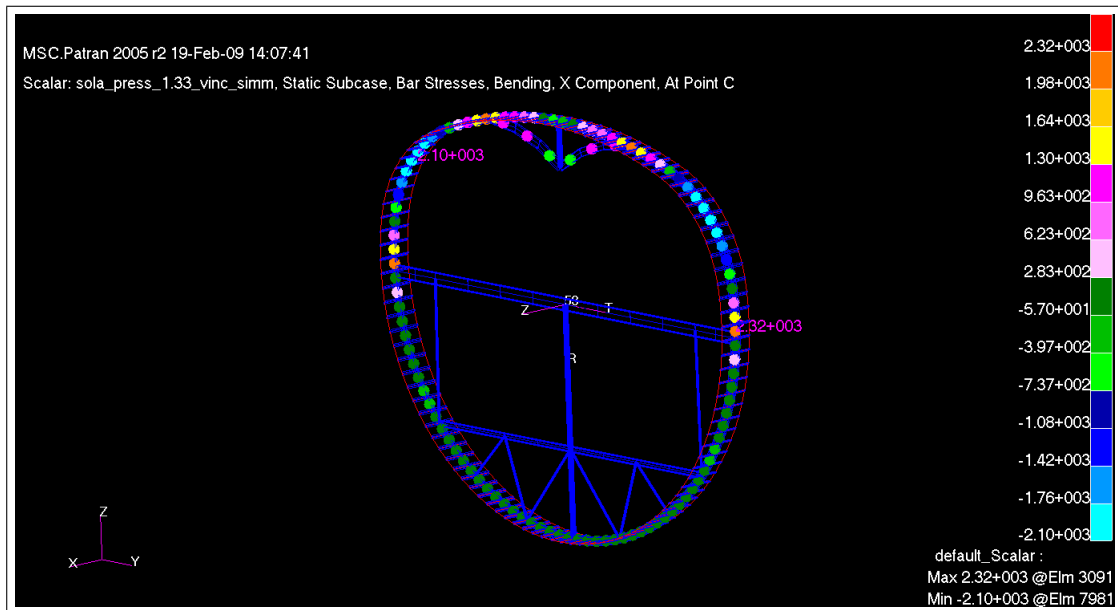 MSC.Patran 2005 r2 19-Feb-09 14:07:41
Scalar: sola_press_1.33_vinc_simm, Static Subcase, Bar Stresses, Bending, X Component, At Point C
2.32+003
1.98+003
1.64+003
1.30+003
9.63+002
6.23+002
2.83+002
-5.70+001
-3.97+002
-7.37+002
-1.08+003
-1.42+003
-1.76+003
-2.10+003
2.10+003
2.32+003
Z
T
R
Z
X
Y
default_Scalar :
Max 2.32+003 @Elm 3091
Min -2.10+003 @Elm 7981